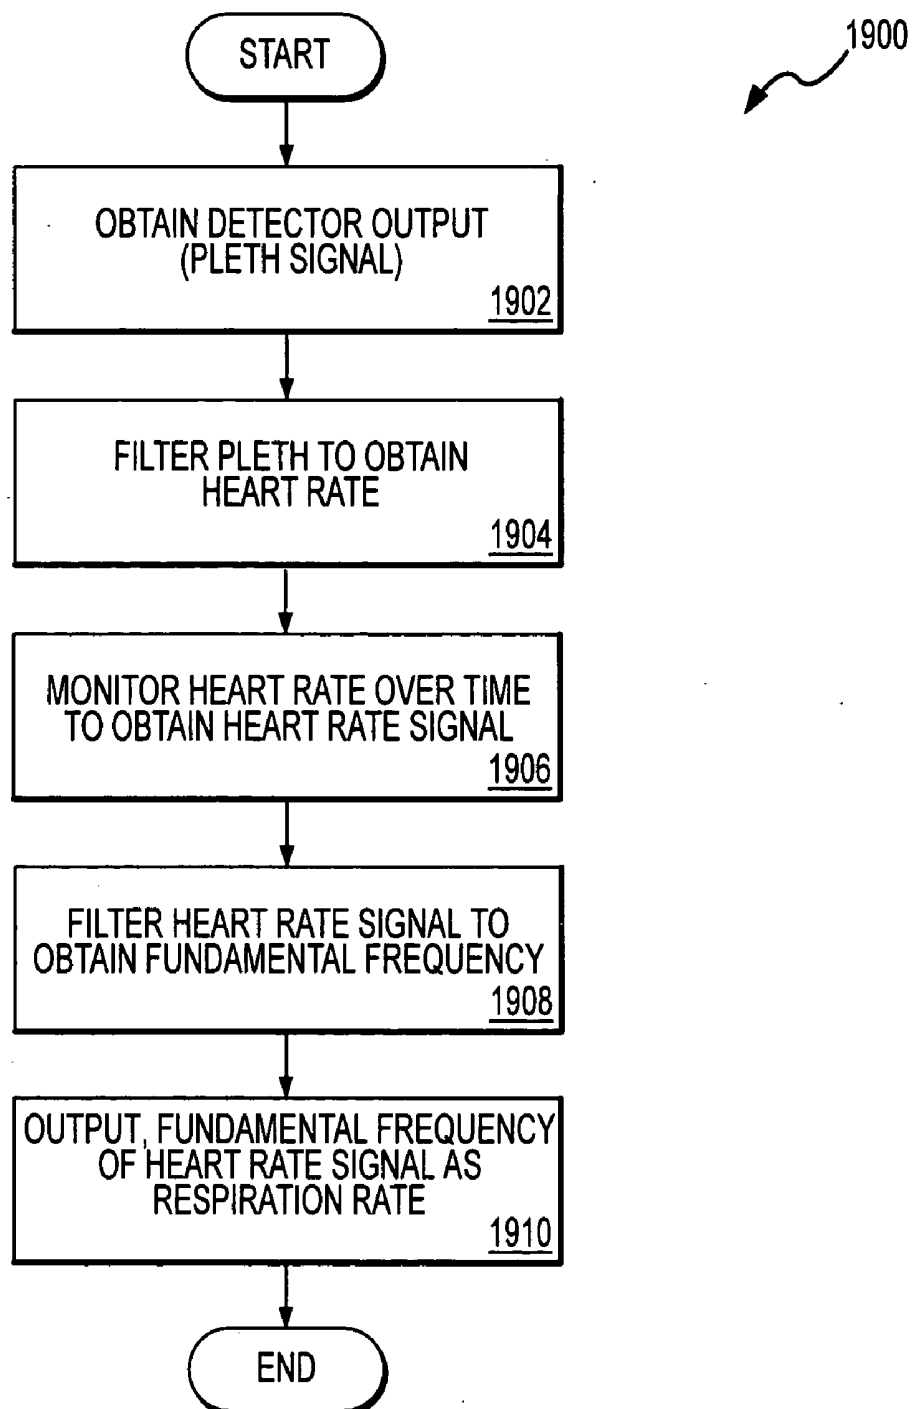 1900
START
OBTAIN DETECTOR OUTPUT
(PLETH SIGNAL)
1902
FILTER PLETH TO OBTAIN
HEART RATE
1904
MONITOR HEART RATE OVER TIME
TO OBTAIN HEART RATE SIGNAL
1906
FILTER HEART RATE SIGNAL TO
OBTAIN FUNDAMENTAL FREQUENCY
1908
OUTPUT, FUNDAMENTAL FREQUENCY
OF HEART RATE SIGNAL AS
RESPIRATION RATE
1910
END